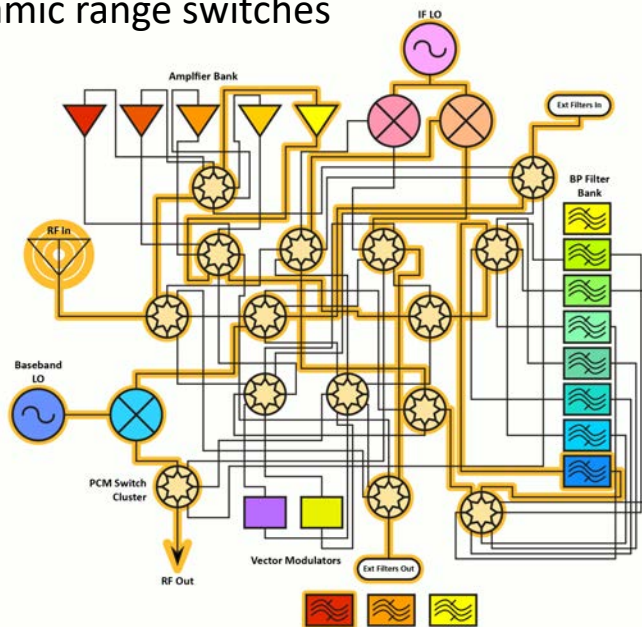 amic range switches
IF LO
Amplfier Bank
Ext Filters In
BP Filter
Bank
RF In
Baseband
LO
PCM Switch
Cluster
Vector Modulators
Ext Filters Out
RF Out